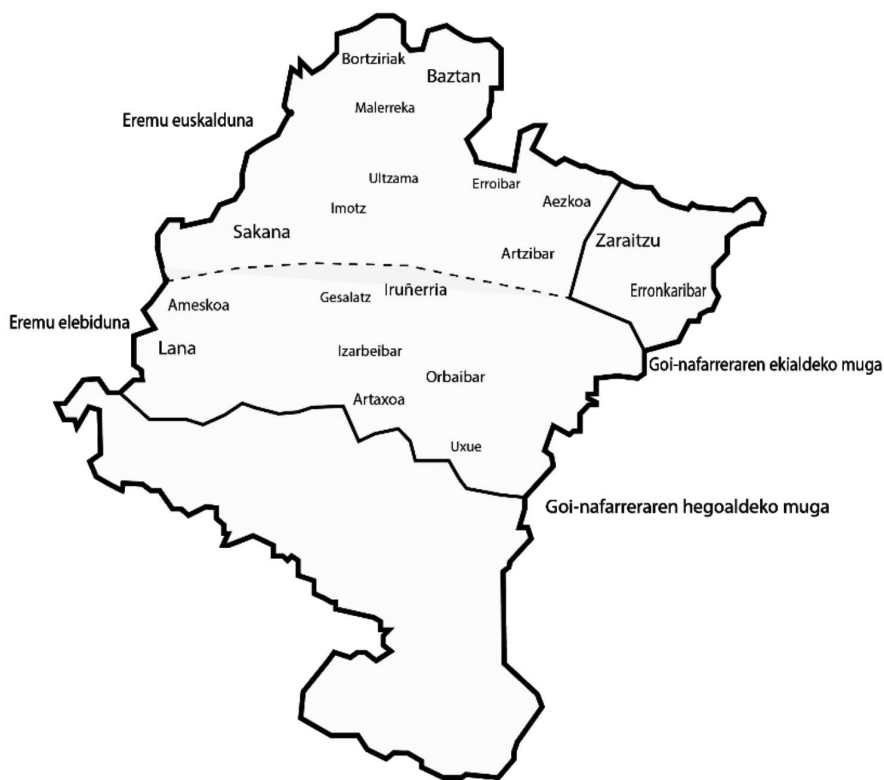 Bortziriak
Baztan
Malerreka
Eremu euskalduna
Ultzama
Erroibar
Aezkoa
Imotz
Sakana
Zaraitzu
Artzibar
Iruñerria
Erronkaribar
Gesalatz
Ameskoa
Eremu elebiduna
Lana
Izarbeibar
Goi-nafarreraren ekialdeko muga
Orbaibar
Artaxoa
Uxue
Goi-nafarreraren hegoaldeko muga